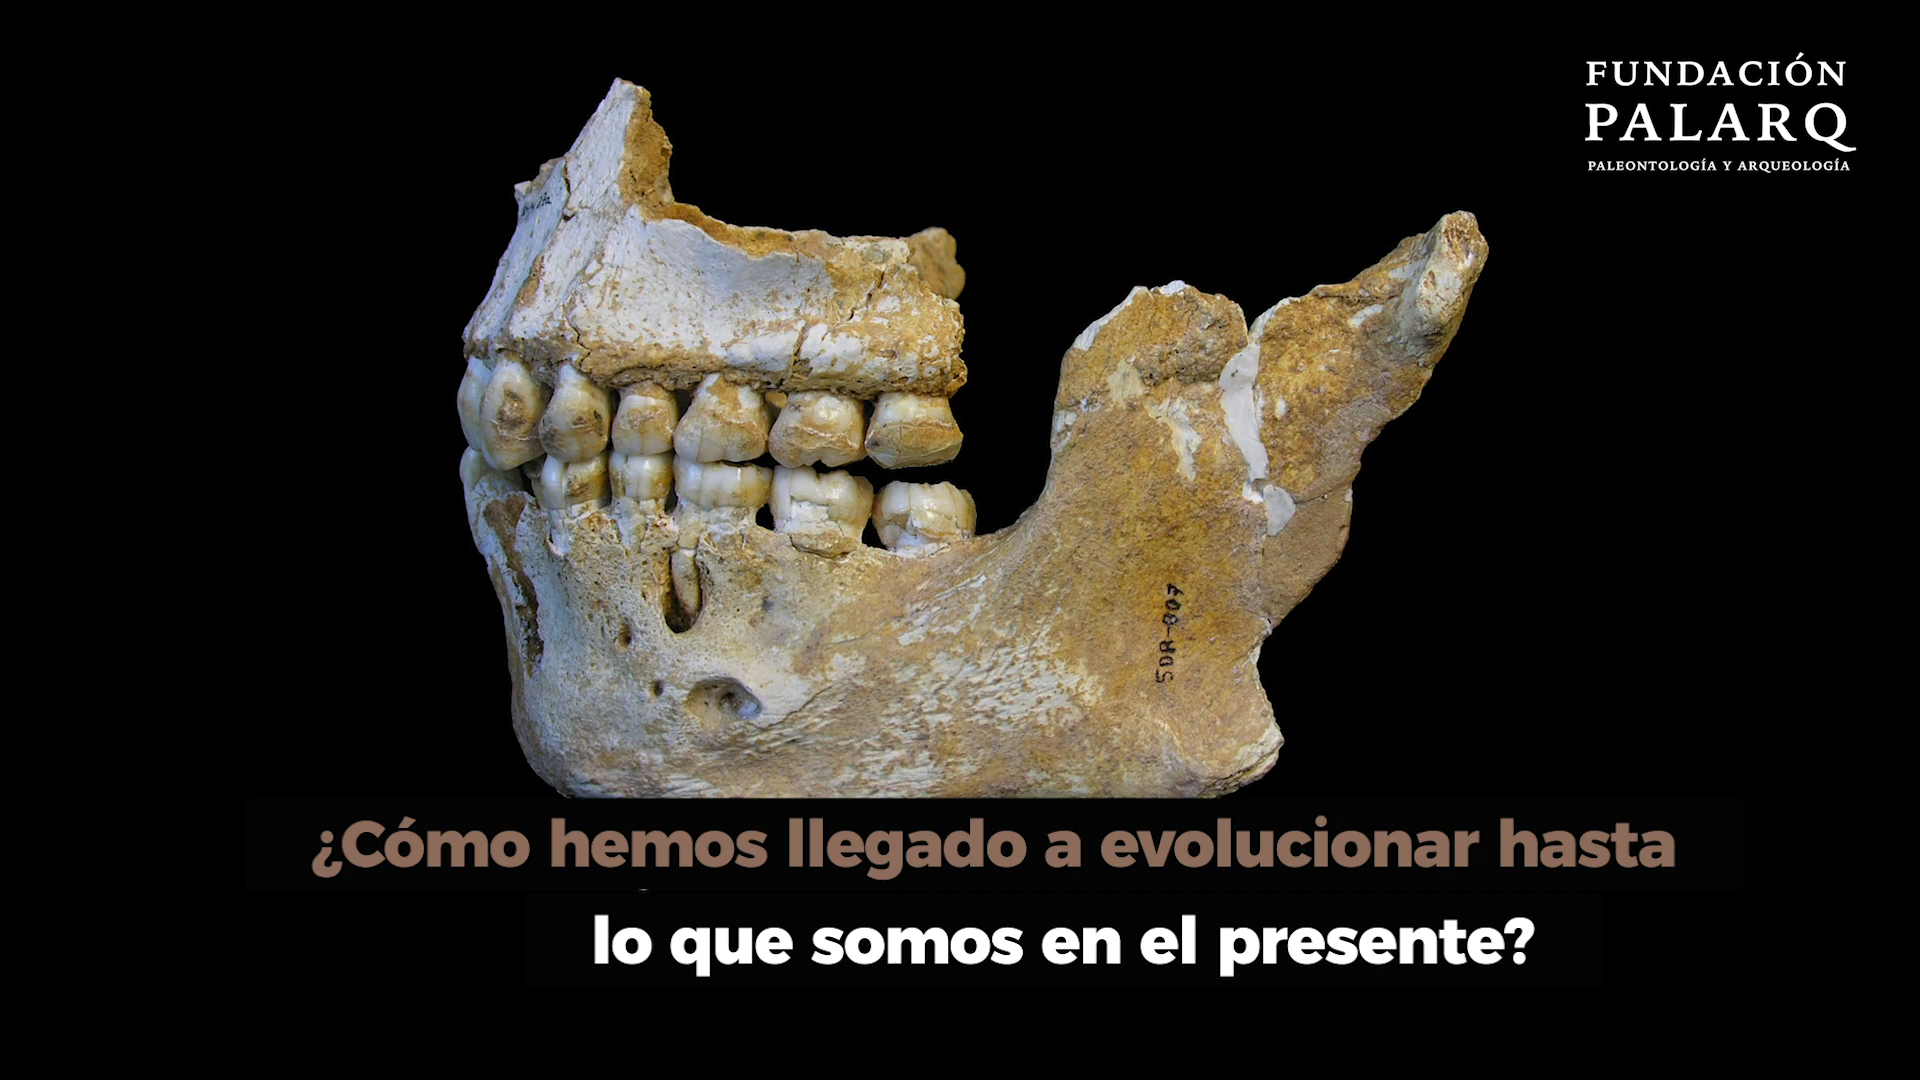 FUNDACIÓN
PALARQ
PALEONTOLOGÍA Y ARQUEOLOGÍA
SDR-007
¿Cómo hemos llegado a evolucionar hasta
lo que somos en el presente?